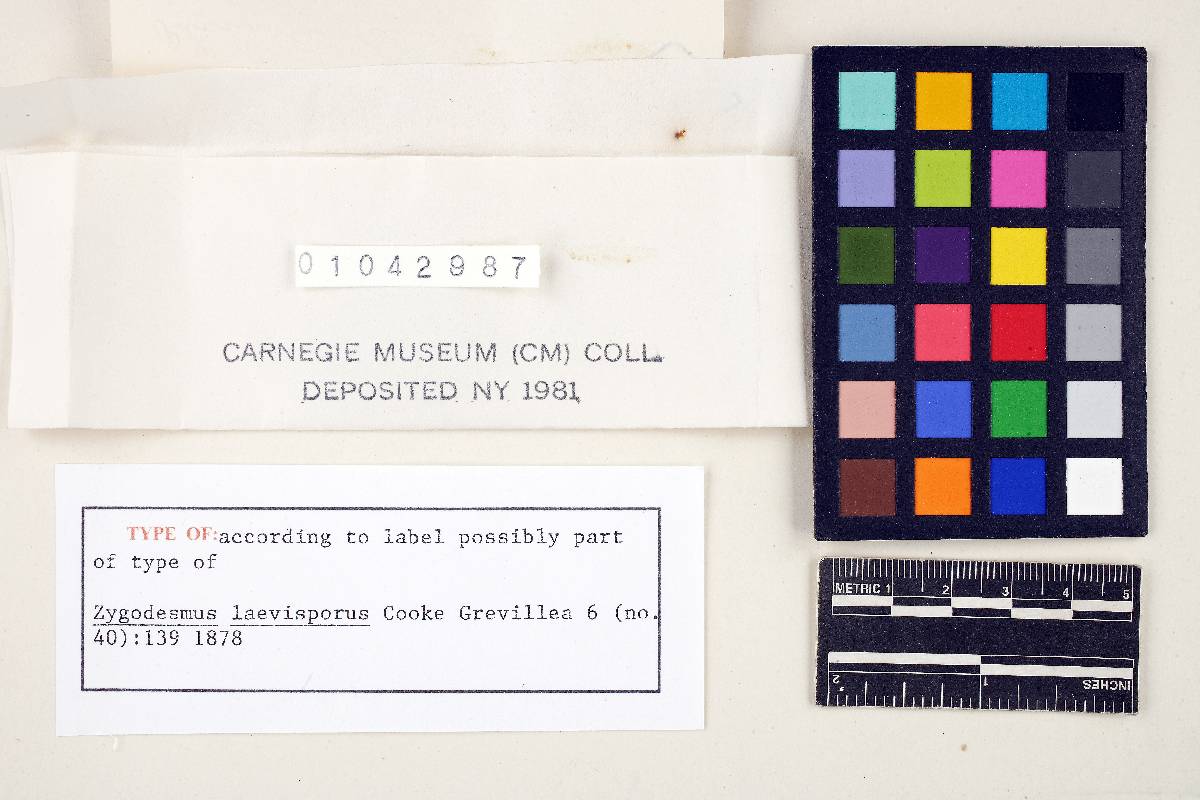 01042987
CARNEGIE MUSEUM (CM) COLL.
DEPOSITED NY 1981
TYPE OF: according to label possibly part
of type of
Zygodesmus laevisporus Cooke Grevillea 6 (no.
40):139 1878
METRIC 1 2 3 4 5
2 1 INCHES